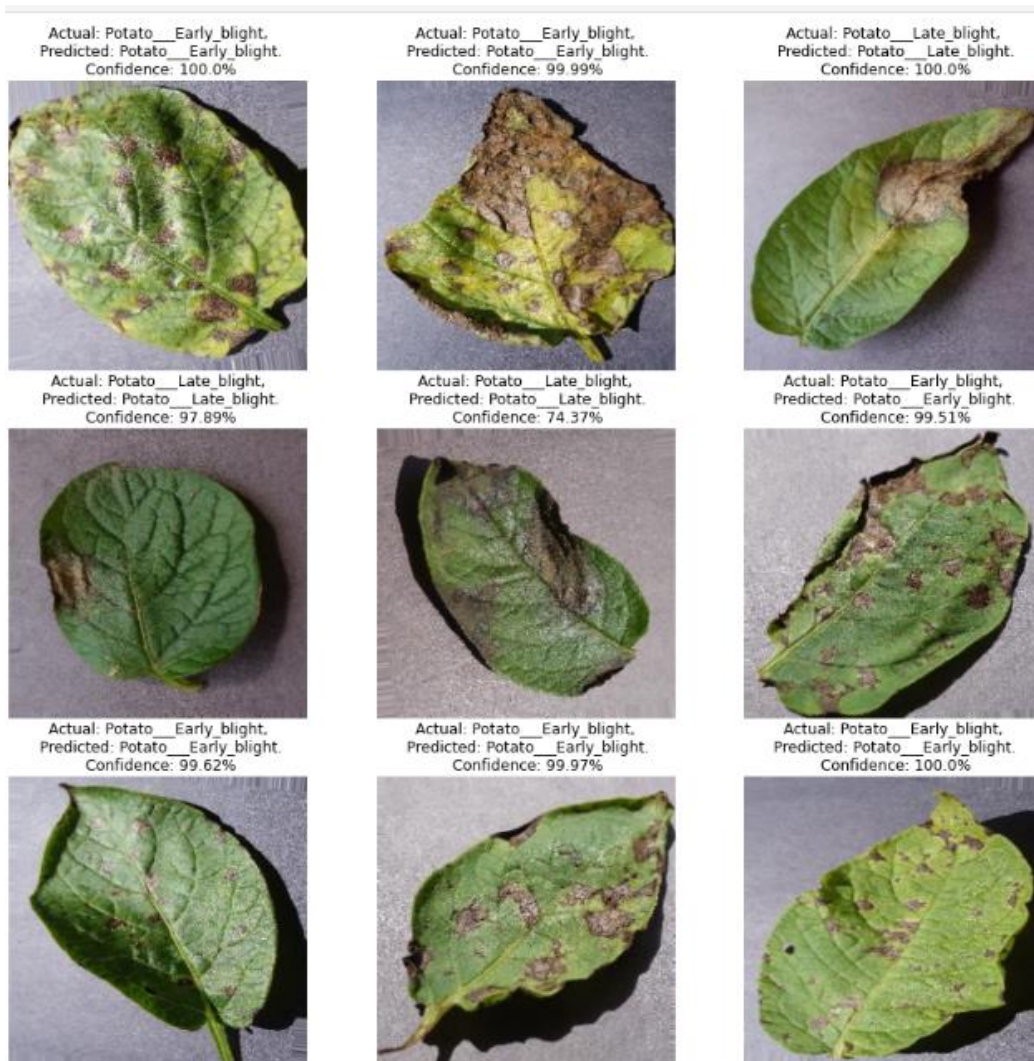 Actual: Potato___Early_blight,
Predicted: Potato___Early_blight.
Confidence: 100.0%
Actual: Potato___Early_blight,
Predicted: Potato___Early_blight.
Confidence: 99.99%
Actual: Potato___Late_blight,
Predicted: Potato___Late_blight.
Confidence: 100.0%
Actual: Potato___Late_blight,
Predicted: Potato___Late_blight.
Confidence: 97.89%
Actual: Potato___Late_blight,
Predicted: Potato___Late_blight.
Confidence: 74.37%
Actual: Potato___Early_blight,
Predicted: Potato___Early_blight.
Confidence: 99.51%
Actual: Potato___Early_blight,
Predicted: Potato___Early_blight.
Confidence: 99.62%
Actual: Potato___Early_blight,
Predicted: Potato___Early_blight.
Confidence: 99.97%
Actual: Potato___Early_blight,
Predicted: Potato___Early_blight.
Confidence: 100.0%